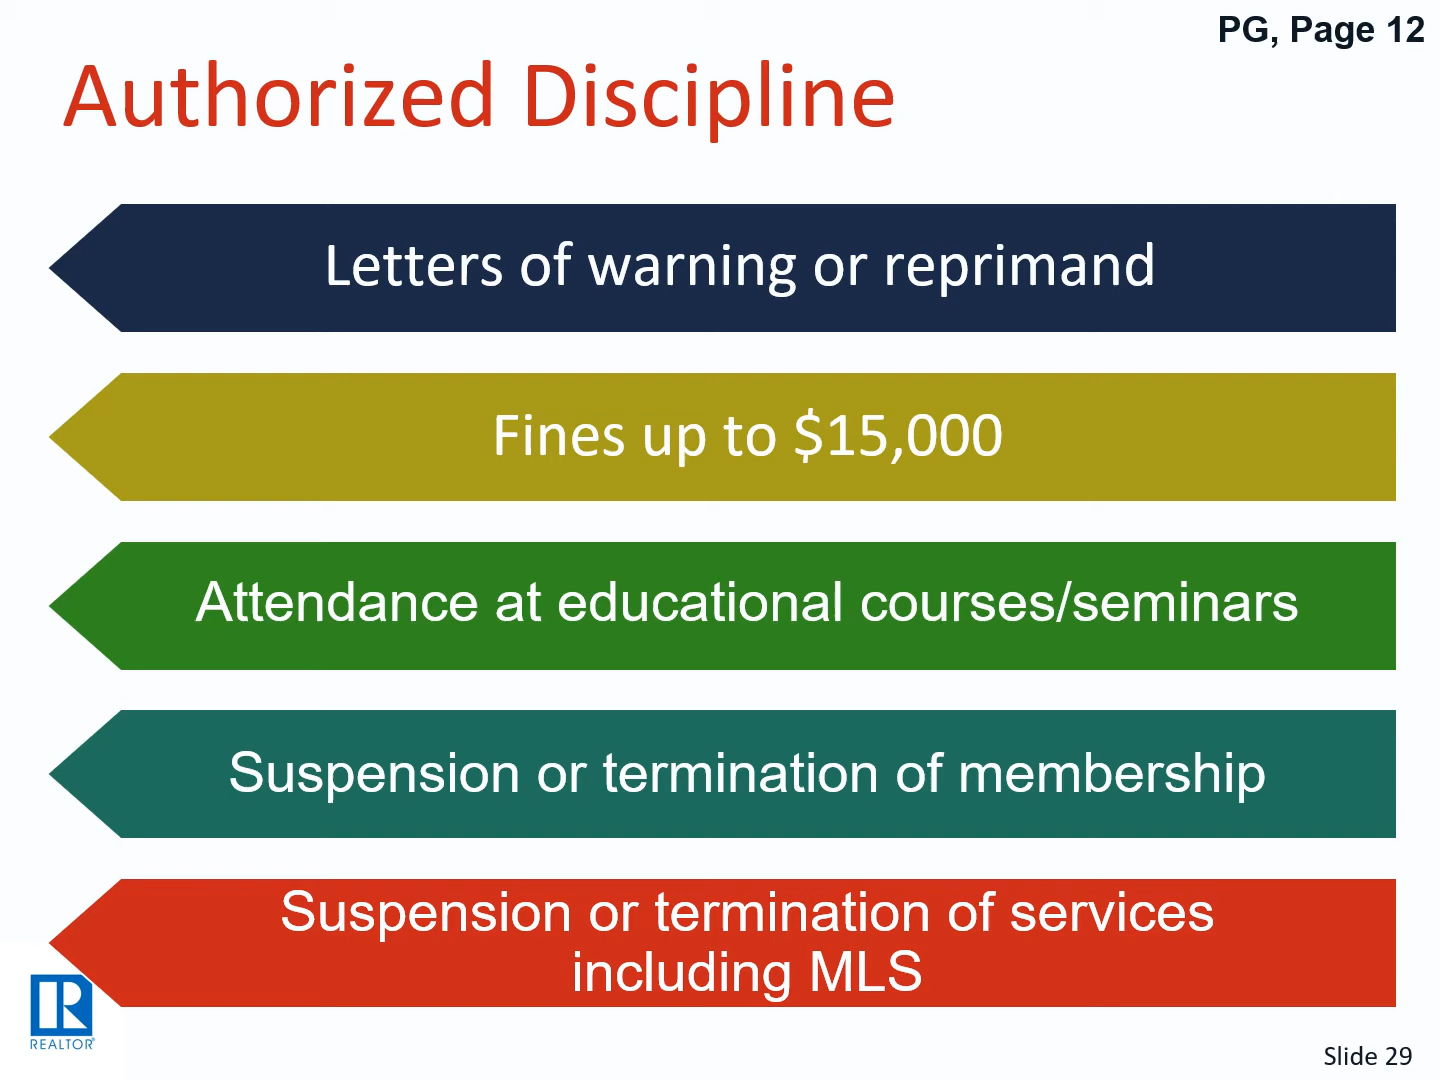 PG, Page 12
Authorized Discipline
Letters of warning or reprimand
Fines up to $15,000
Attendance at educational courses/seminars
Suspension or termination of membership
Suspension or termination of services
including MLS
REALTOR®
Slide 29